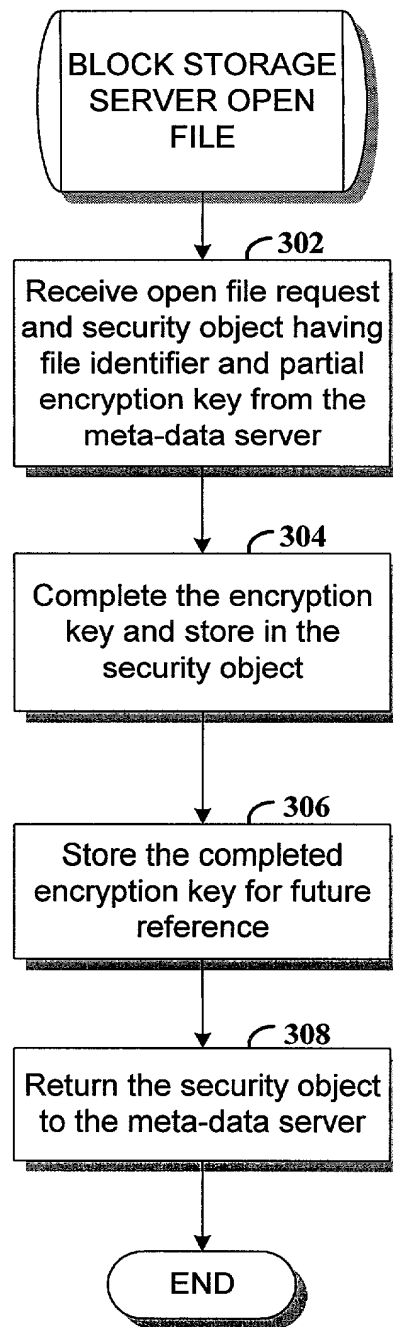 BLOCK STORAGE
SERVER OPEN
FILE
302
Receive open file request
and security object having
file identifier and partial
encryption key from the
meta-data server
304
Complete the encryption
key and store in the
security object
306
Store the completed
encryption key for future
reference
308
Return the security object
to the meta-data server
END